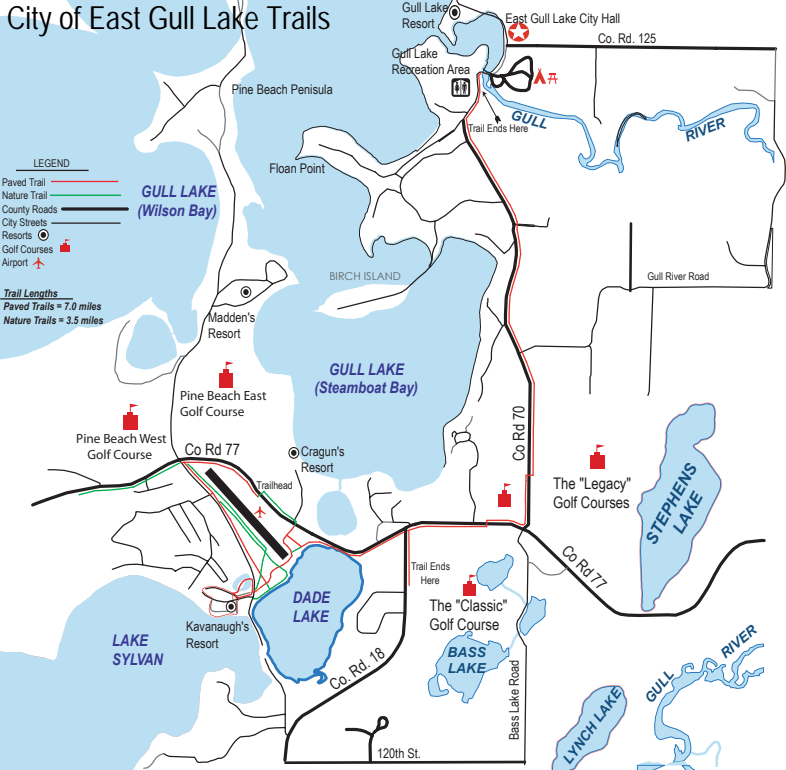 City of East Gull Lake Trails
Gull Lake
Resort
East Gull Lake City Hall
Co. Rd. 125
Gull Lake
Recreation Area
Pine Beach Penisula
Trail Ends Here
GULL
RIVER
Floan Point
LEGEND
Paved Trail
Nature Trail
County Roads
City Streets
Resorts
Golf Courses
Airport
Trail Lengths
Paved Trails = 7.0 miles
Nature Trails = 3.5 miles
GULL LAKE
(Wilson Bay)
BIRCH ISLAND
Gull River Road
Madden's
Resort
GULL LAKE
(Steamboat Bay)
Pine Beach East
Golf Course
Pine Beach West
Golf Course
Co Rd 77
Cragun's
Resort
Trailhead
Co Rd 70
The "Legacy"
Golf Courses
STEPHENS
LAKE
Co Rd 77
Trail Ends
Here
The "Classic"
Golf Course
DADE
LAKE
Kavanaugh's
Resort
LAKE
SYLVAN
BASS
LAKE
Co. Rd. 18
Bass Lake Road
GULL
RIVER
LYNCH LAKE
120th St.